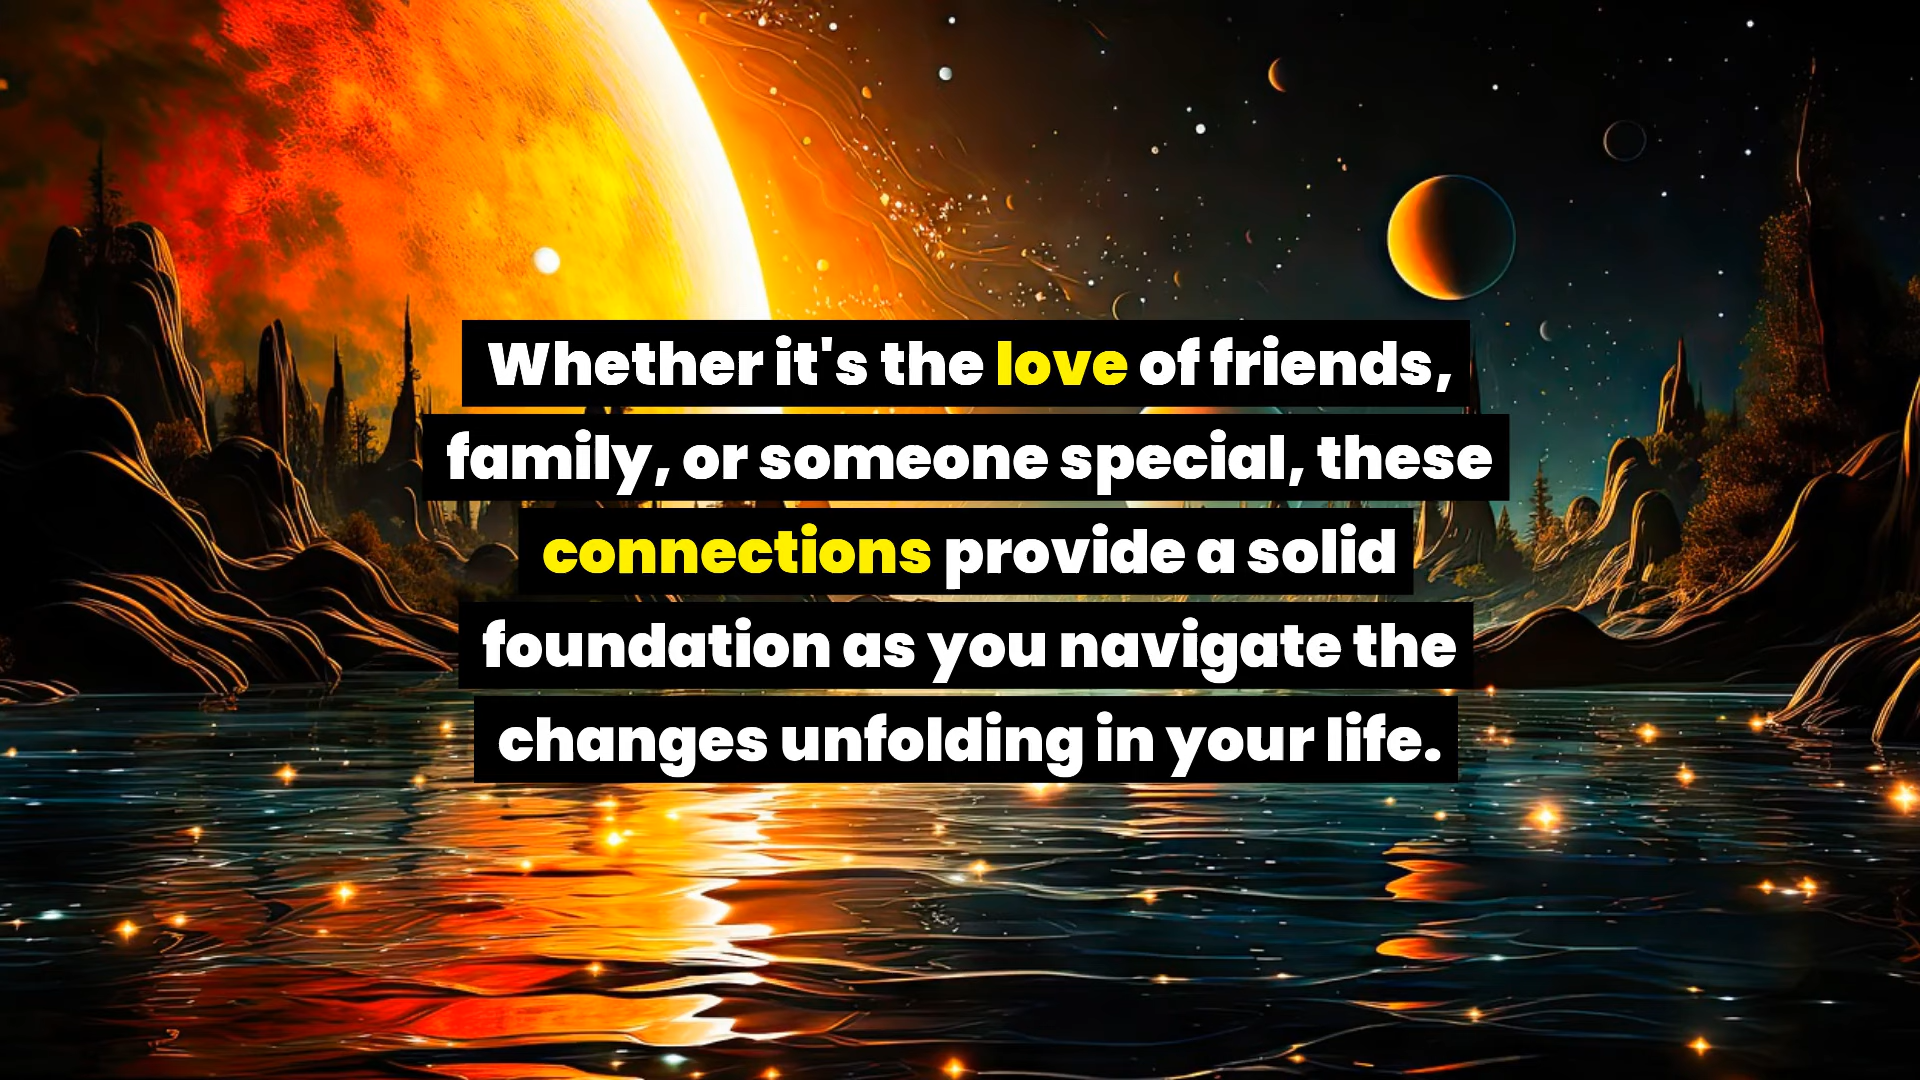 Whether it's the love of friends,
family, or someone special, these
connections provide a solid
foundation as you navigate the
changes unfolding in your life.